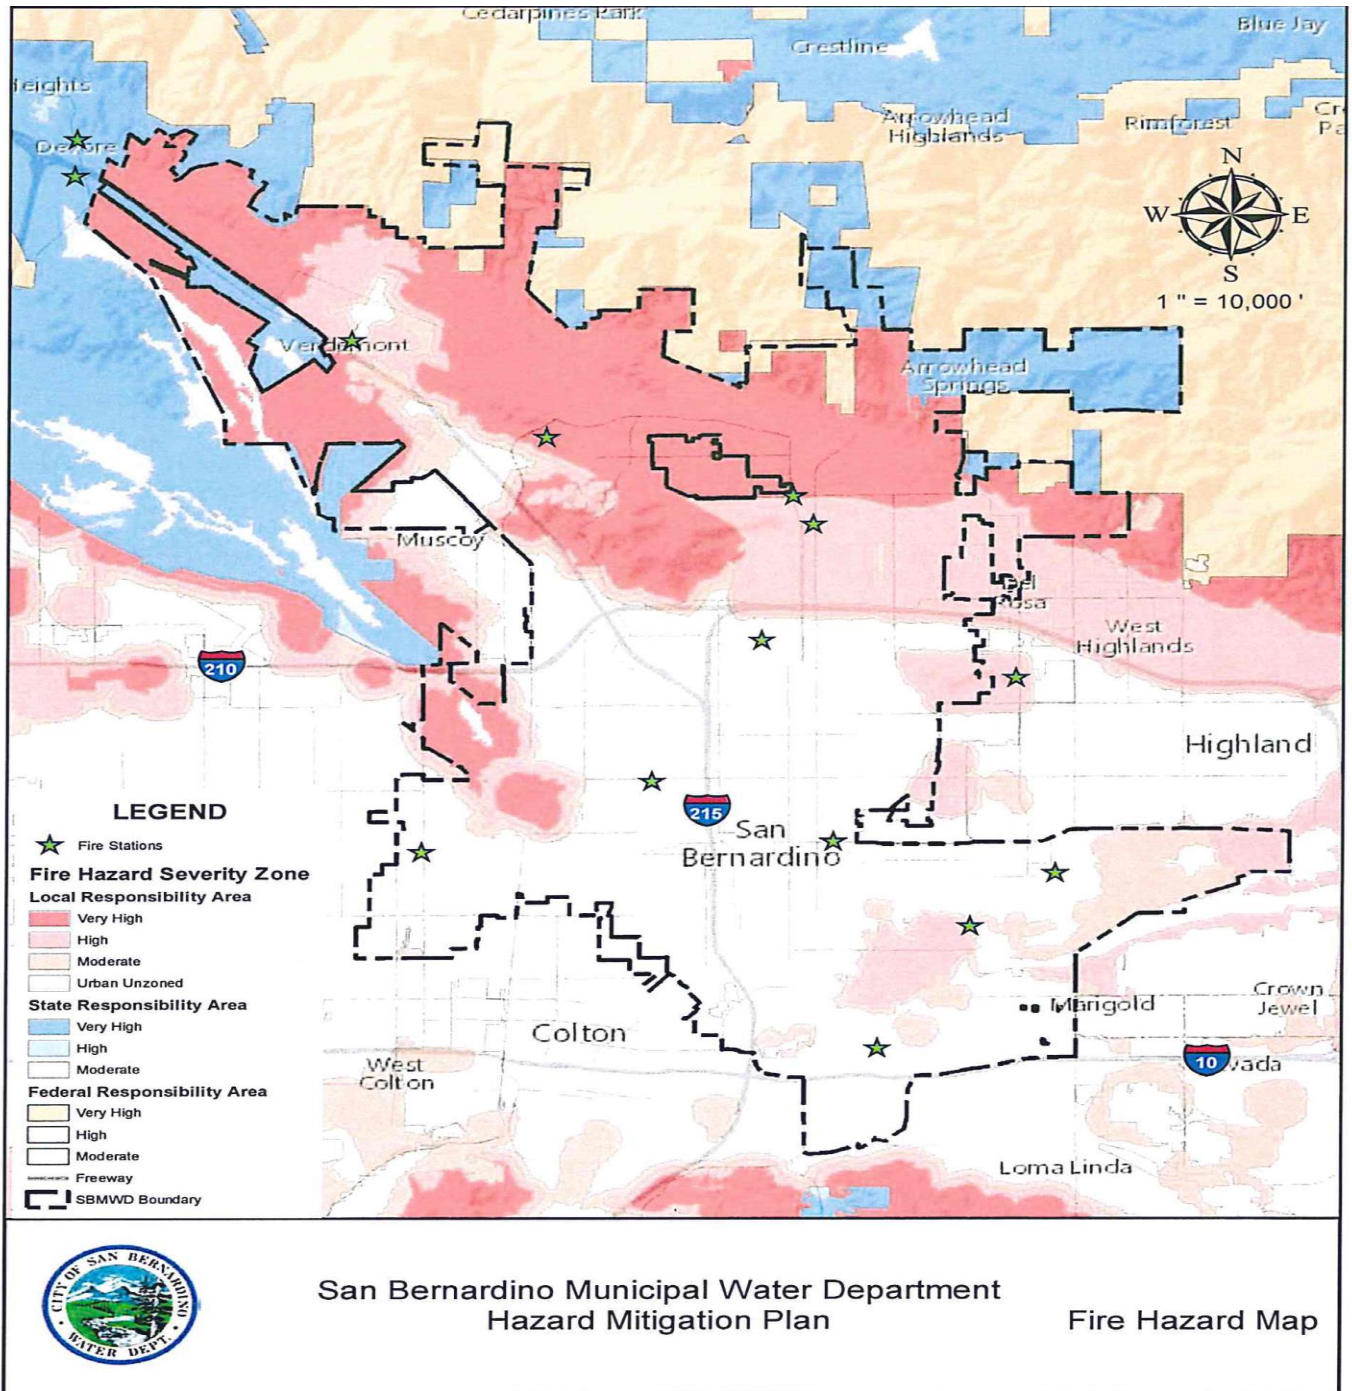 Cedarpines Park
Blue Jay
Crestline
Heights
Arrowhead
Highlands
Rimforest
Devore
N
W E
S
1 " = 10,000 '
Verdemont
Arrowhead
Springs
Muscoy
Del
Rosa
West
Highlands
210
Highland
215
San
Bernardino
LEGEND
Fire Stations
Fire Hazard Severity Zone
Local Responsibility Area
Very High
High
Moderate
Urban Unzoned
State Responsibility Area
Very High
High
Moderate
Federal Responsibility Area
Very High
High
Moderate
Freeway
SBMWD Boundary
Marigold
Crown
Jewel
Colton
West
Colton
10
vada
Loma Linda
CITY OF SAN BERNARDINO
WATER DEPT.
San Bernardino Municipal Water Department
Hazard Mitigation Plan
Fire Hazard Map